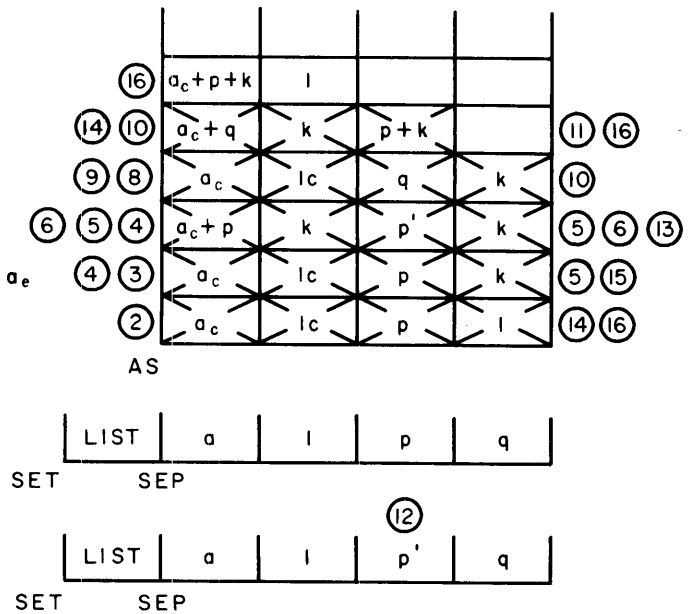 ⑯ a_c+p+k l
⑭ ⑩ a_c+q k p+k ⑪ ⑯
⑨ ⑧ a_c lc q k ⑩
⑥ ⑤ ④ a_c+p k p' k ⑤ ⑥ ⑬
a_e ④ ③ a_c lc p k ⑤ ⑮
② a_c lc p l ⑭ ⑯
AS
LIST a l p q
SET SEP
⑫
LIST a l p' q
SET SEP